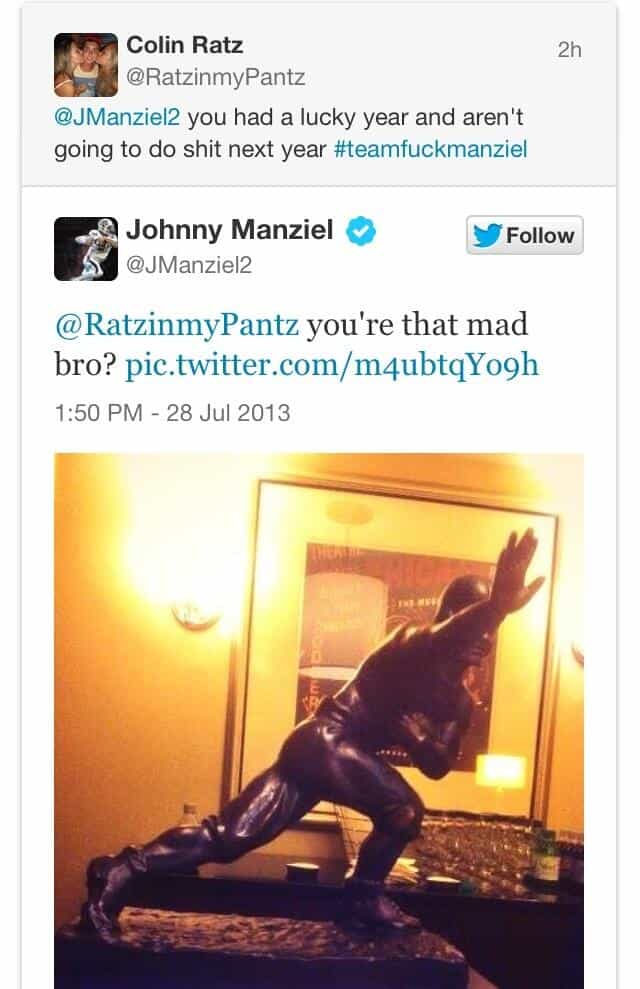 Colin Ratz
2h
@RatzinmyPantz
@JManziel2 you had a lucky year and aren't
going to do shit next year #teamfuckmanziel
Johnny Manziel
Follow
@JManziel2
@RatzinmyPantz you're that mad
bro? pic.twitter.com/m4ubtqYo9h
1:50 PM - 28 Jul 2013